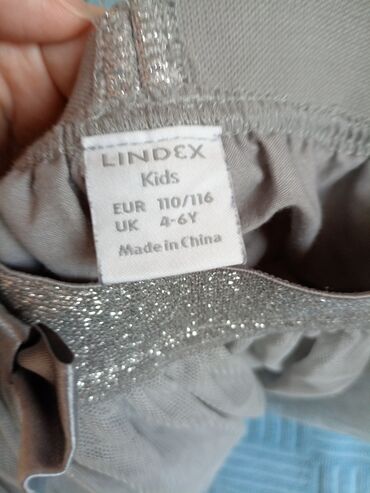 LINDEX
Kids
EUR 110/116
UK 4-6Y
Made in China